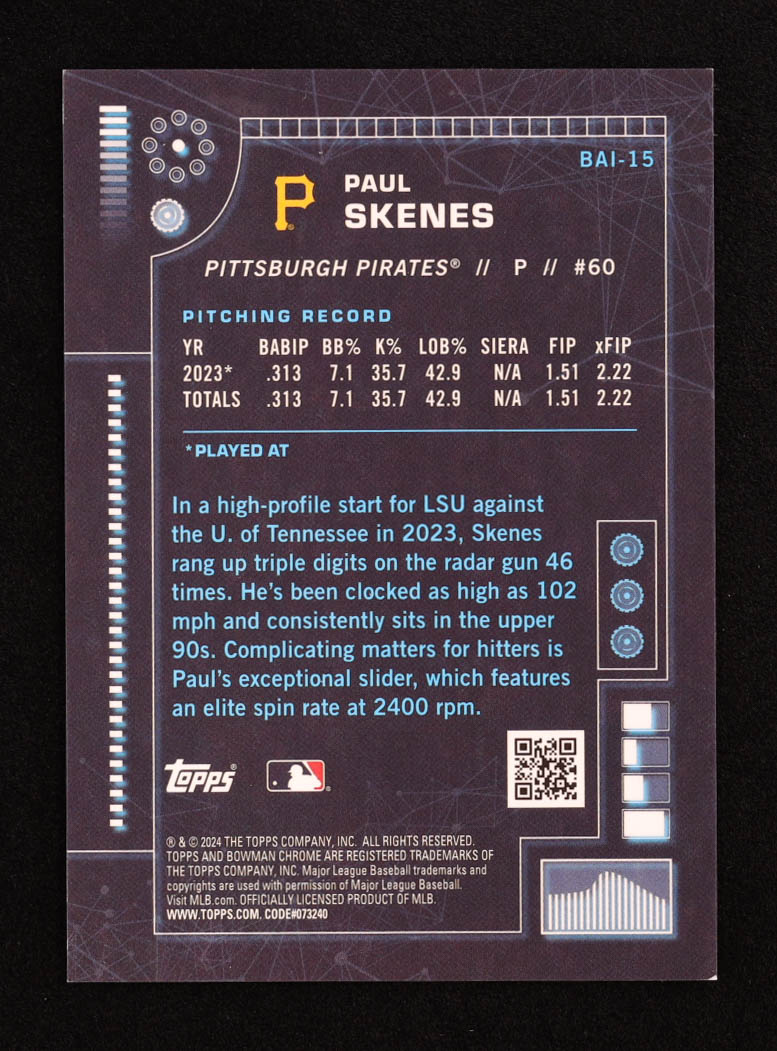 BAI-15
P
PAUL
SKENES
PITTSBURGH PIRATES® // P // #60
PITCHING RECORD
YR BABIP BB% K% LOB% SIERA FIP xFIP
2023* .313 7.1 35.7 42.9 N/A 1.51 2.22
TOTALS .313 7.1 35.7 42.9 N/A 1.51 2.22
*PLAYED AT
In a high-profile start for LSU against
the U. of Tennessee in 2023, Skenes
rang up triple digits on the radar gun 46
times. He's been clocked as high as 102
mph and consistently sits in the upper
90s. Complicating matters for hitters is
Paul's exceptional slider, which features
an elite spin rate at 2400 rpm.
Topps®
® & © 2024 THE TOPPS COMPANY, INC. ALL RIGHTS RESERVED.
TOPPS AND BOWMAN CHROME ARE REGISTERED TRADEMARKS OF
THE TOPPS COMPANY, INC. Major League Baseball trademarks and
copyrights are used with permission of Major League Baseball.
Visit MLB.com. OFFICIALLY LICENSED PRODUCT OF MLB.
WWW.TOPPS.COM. CODE#073240